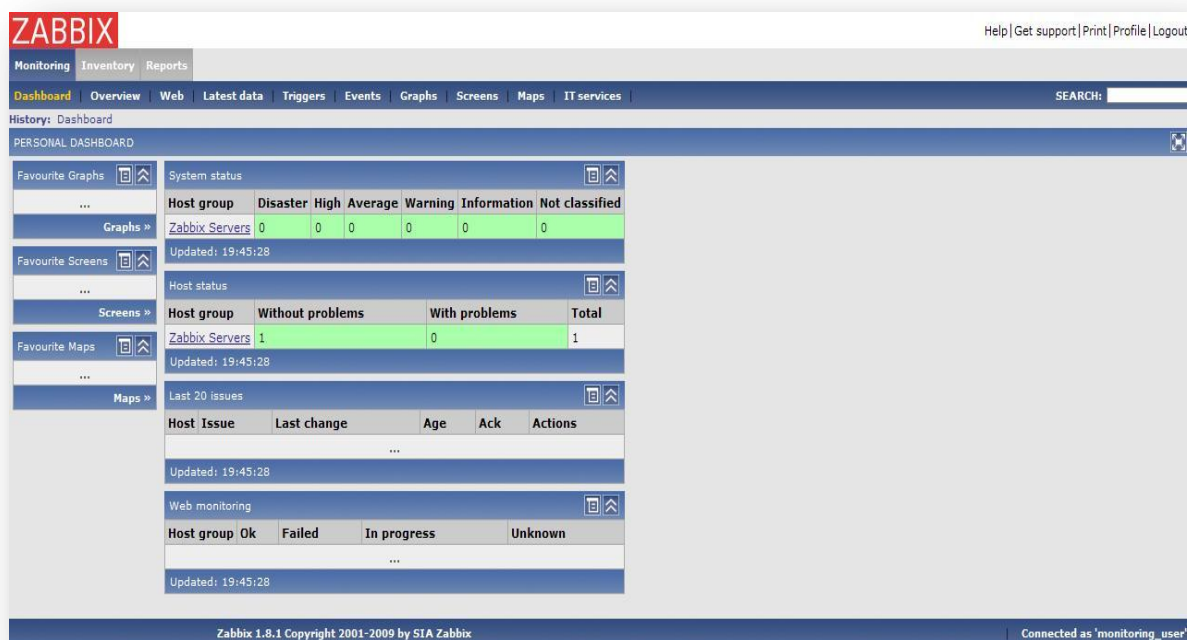 ZABBIX
Help|Get support|Print|Profile|Logout
Monitoring Inventory Reports
Dashboard | Overview | Web | Latest data | Triggers | Events | Graphs | Screens | Maps | IT services |
SEARCH:
History: Dashboard
PERSONAL DASHBOARD
Favourite Graphs
...
Graphs »
Favourite Screens
...
Screens »
Favourite Maps
...
Maps »
System status
Host group Disaster High Average Warning Information Not classified
Zabbix Servers 0 0 0 0 0 0
Updated: 19:45:28
Host status
Host group Without problems With problems Total
Zabbix Servers 1 0 1
Updated: 19:45:28
Last 20 issues
Host Issue Last change Age Ack Actions
...
Updated: 19:45:28
Web monitoring
Host group Ok Failed In progress Unknown
...
Updated: 19:45:28
Zabbix 1.8.1 Copyright 2001-2009 by SIA Zabbix
Connected as 'monitoring_user'